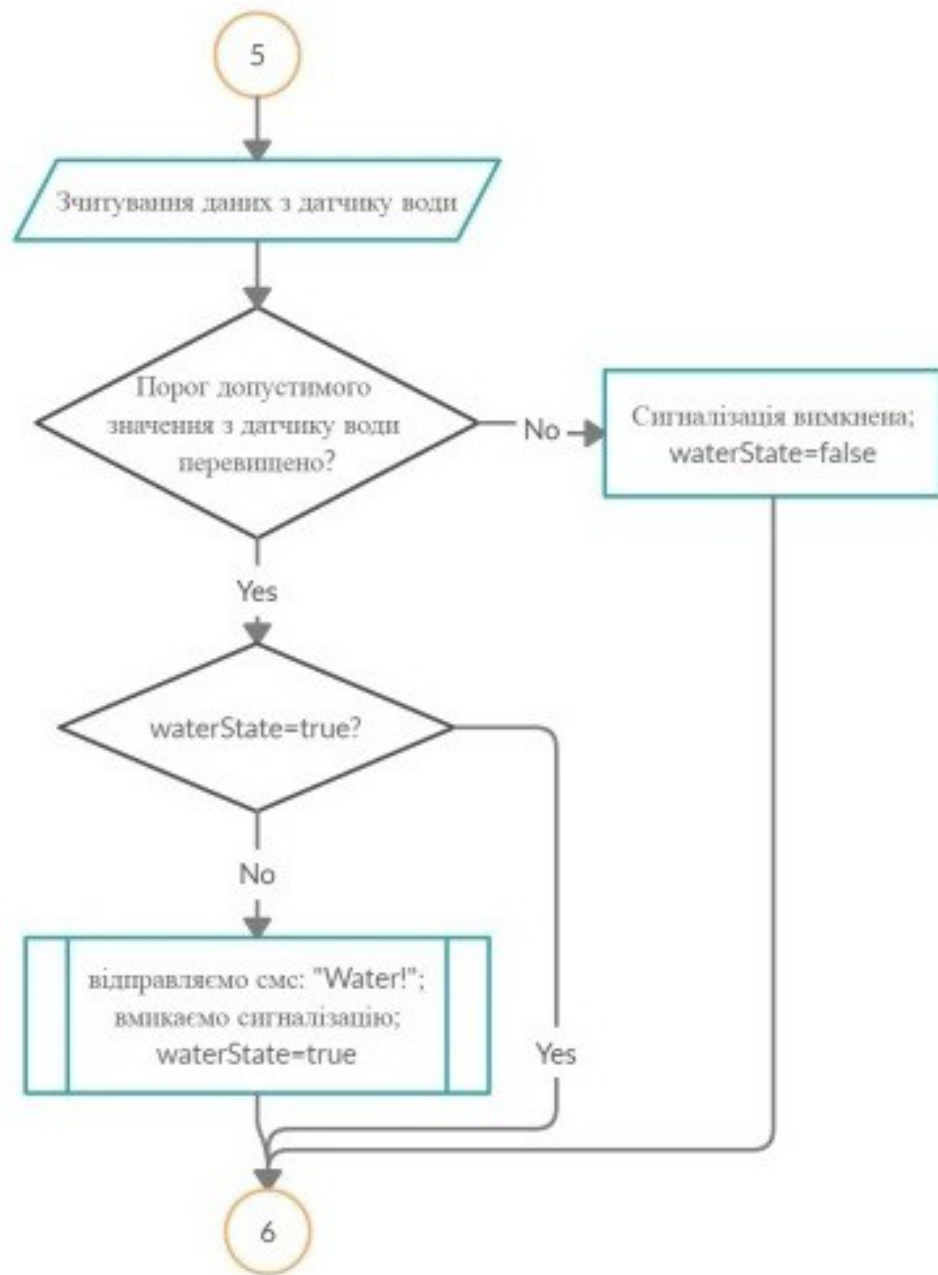 5
Зчитування даних з датчику води
Порог допустимого
значення з датчику води
перевищено?
No
Сигналізація вимкнена;
waterState=false
Yes
waterState=true?
No
відправляємо смс: "Water!";
вмикаємо сигналізацію;
waterState=true
Yes
6